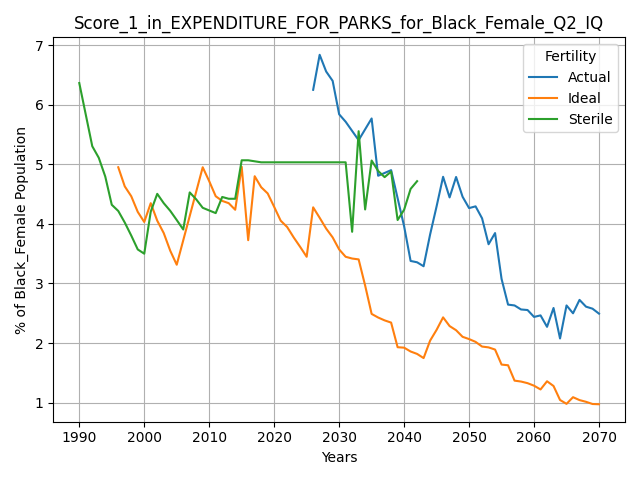 Score_1_in_EXPENDITURE_FOR_PARKS_for_Black_Female_Q2_IQ
% of Black_Female Population
7
6
5
4
3
2
1
Fertility
Actual
Ideal
Sterile
1990 2000 2010 2020 2030 2040 2050 2060 2070
Years